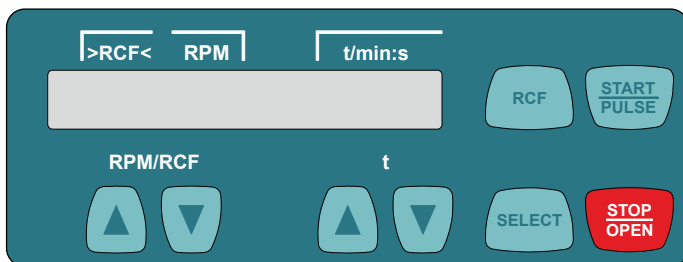 >RCF< RPM t/min:s
RCF
START
PULSE
RPM/RCF t
SELECT
STOP
OPEN